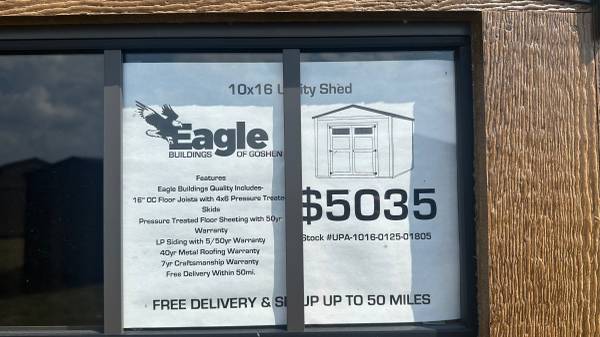 10x16 U ity Shed
Eagle
BUILDINGS OF GOSHEN
Features
Eagle Buildings Quality Includes-
16" OC Floor Joists with 4x6 Pressure Treate
Skids
Pressure Treated Floor Sheeting with 50yr
Warranty
LP Siding with 5/50yr Warranty
40yr Metal Roofing Warranty
7yr Craftsmanship Warranty
Free Delivery Within 50mi.
$5035
Stock #UPA-1016-0125-01805
FREE DELIVERY & S UP UP TO 50 MILES